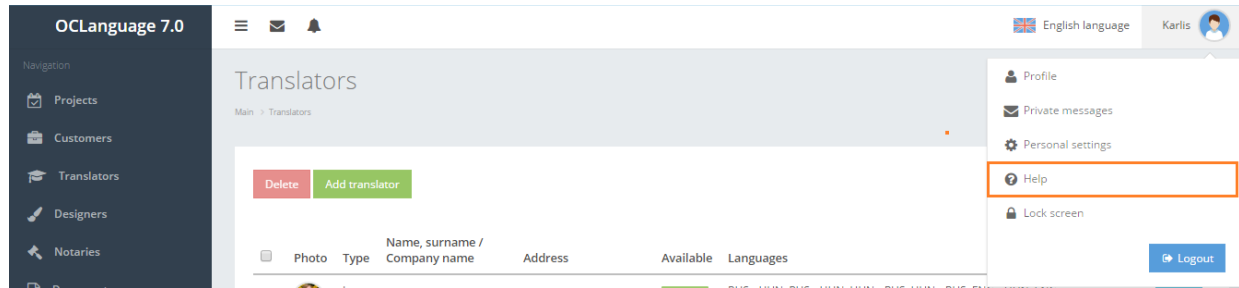 OCLanguage 7.0
English language
Karlis
Navigation
Projects
Customers
Translators
Designers
Notaries
Translators
Main > Translators
Delete
Add translator
Photo
Type
Name, surname /
Company name
Address
Available
Languages
Profile
Private messages
Personal settings
Help
Lock screen
Logout